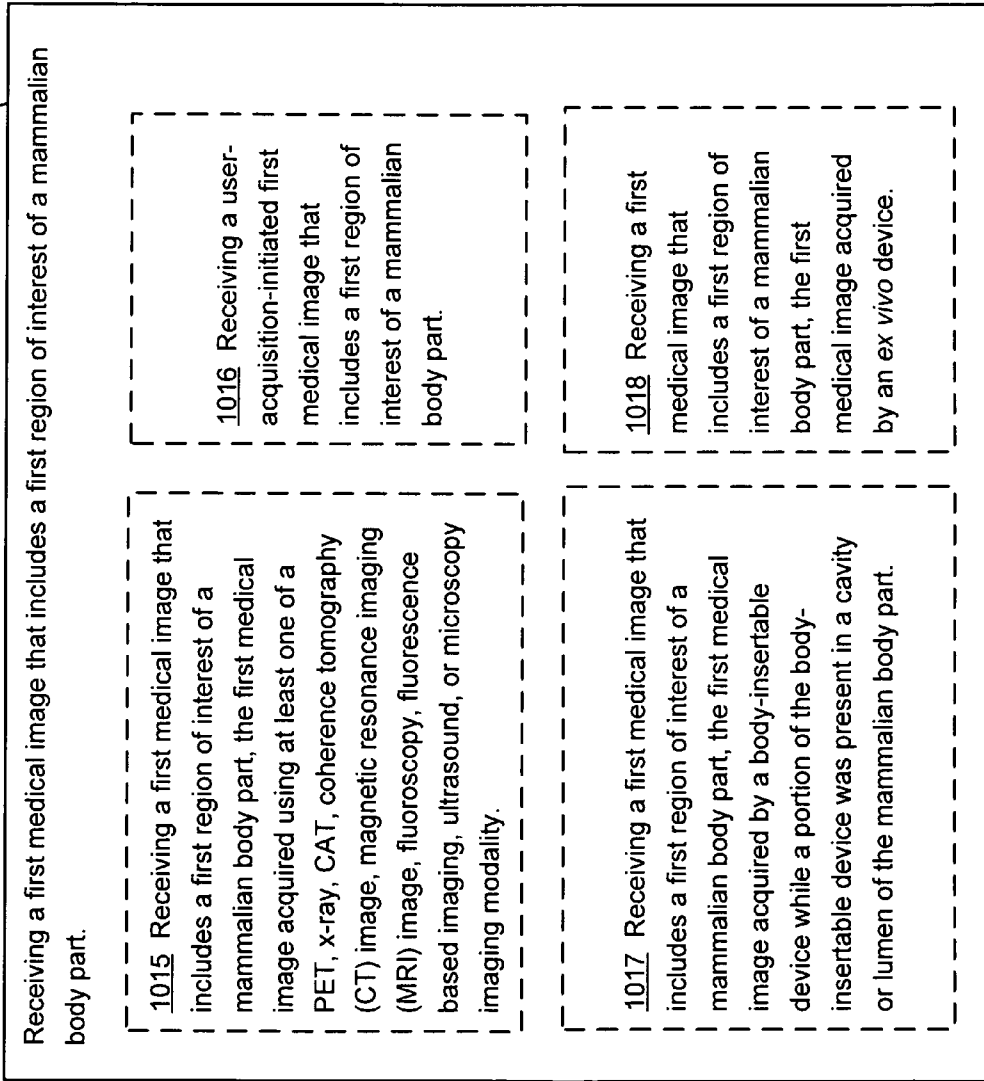 Receiving a first medical image that includes a first region of interest of a mammalian
body part.
1015 Receiving a first medical image that
includes a first region of interest of a
mammalian body part, the first medical
image acquired using at least one of a
PET, x-ray, CAT, coherence tomography
(CT) image, magnetic resonance imaging
(MRI) image, fluoroscopy, fluorescence
based imaging, ultrasound, or microscopy
imaging modality.
1016 Receiving a user-
acquisition-initiated first
medical image that
includes a first region of
interest of a mammalian
body part.
1017 Receiving a first medical image that
includes a first region of interest of a
mammalian body part, the first medical
image acquired by a body-insertable
device while a portion of the body-
insertable device was present in a cavity
or lumen of the mammalian body part.
1018 Receiving a first
medical image that
includes a first region of
interest of a mammalian
body part, the first
medical image acquired
by an ex vivo device.